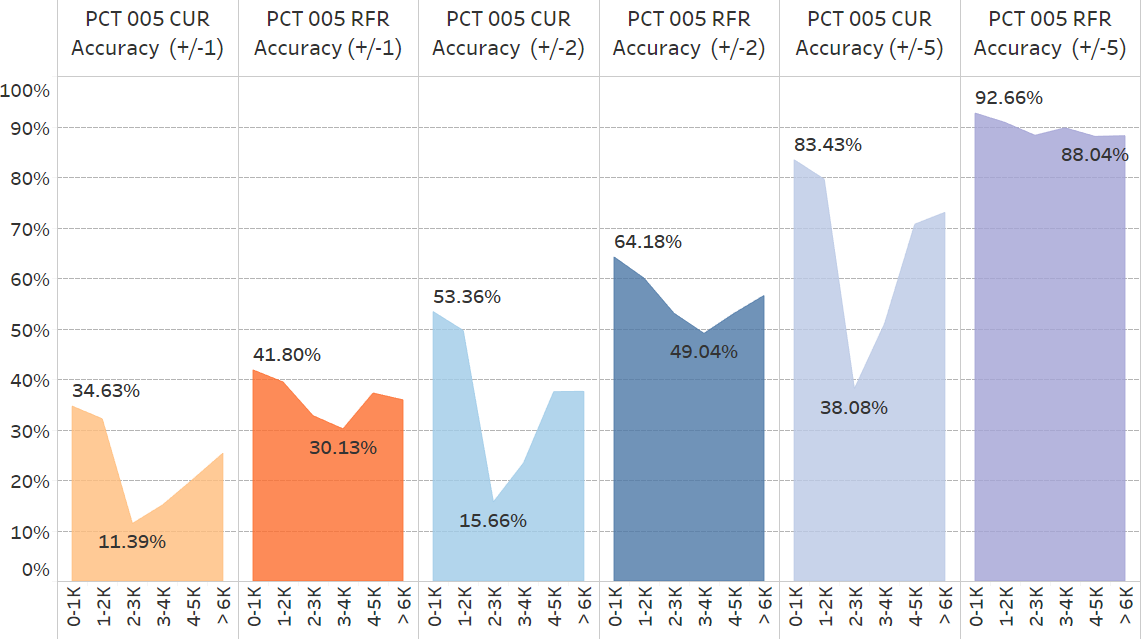 PCT 005 CUR
Accuracy (+/-1)
PCT 005 RFR
Accuracy (+/-1)
PCT 005 CUR
Accuracy (+/-2)
PCT 005 RFR
Accuracy (+/-2)
PCT 005 CUR
Accuracy (+/-5)
PCT 005 RFR
Accuracy (+/-5)
100%
90%
80%
70%
60%
50%
40%
30%
20%
10%
0%
34.63%
11.39%
41.80%
30.13%
53.36%
15.66%
64.18%
49.04%
83.43%
38.08%
92.66%
88.04%
0-1K
1-2K
2-3K
3-4K
4-5K
> 6K
0-1K
1-2K
2-3K
3-4K
4-5K
> 6K
0-1K
1-2K
2-3K
3-4K
4-5K
> 6K
0-1K
1-2K
2-3K
3-4K
4-5K
> 6K
0-1K
1-2K
2-3K
3-4K
4-5K
> 6K
0-1K
1-2K
2-3K
3-4K
4-5K
> 6K